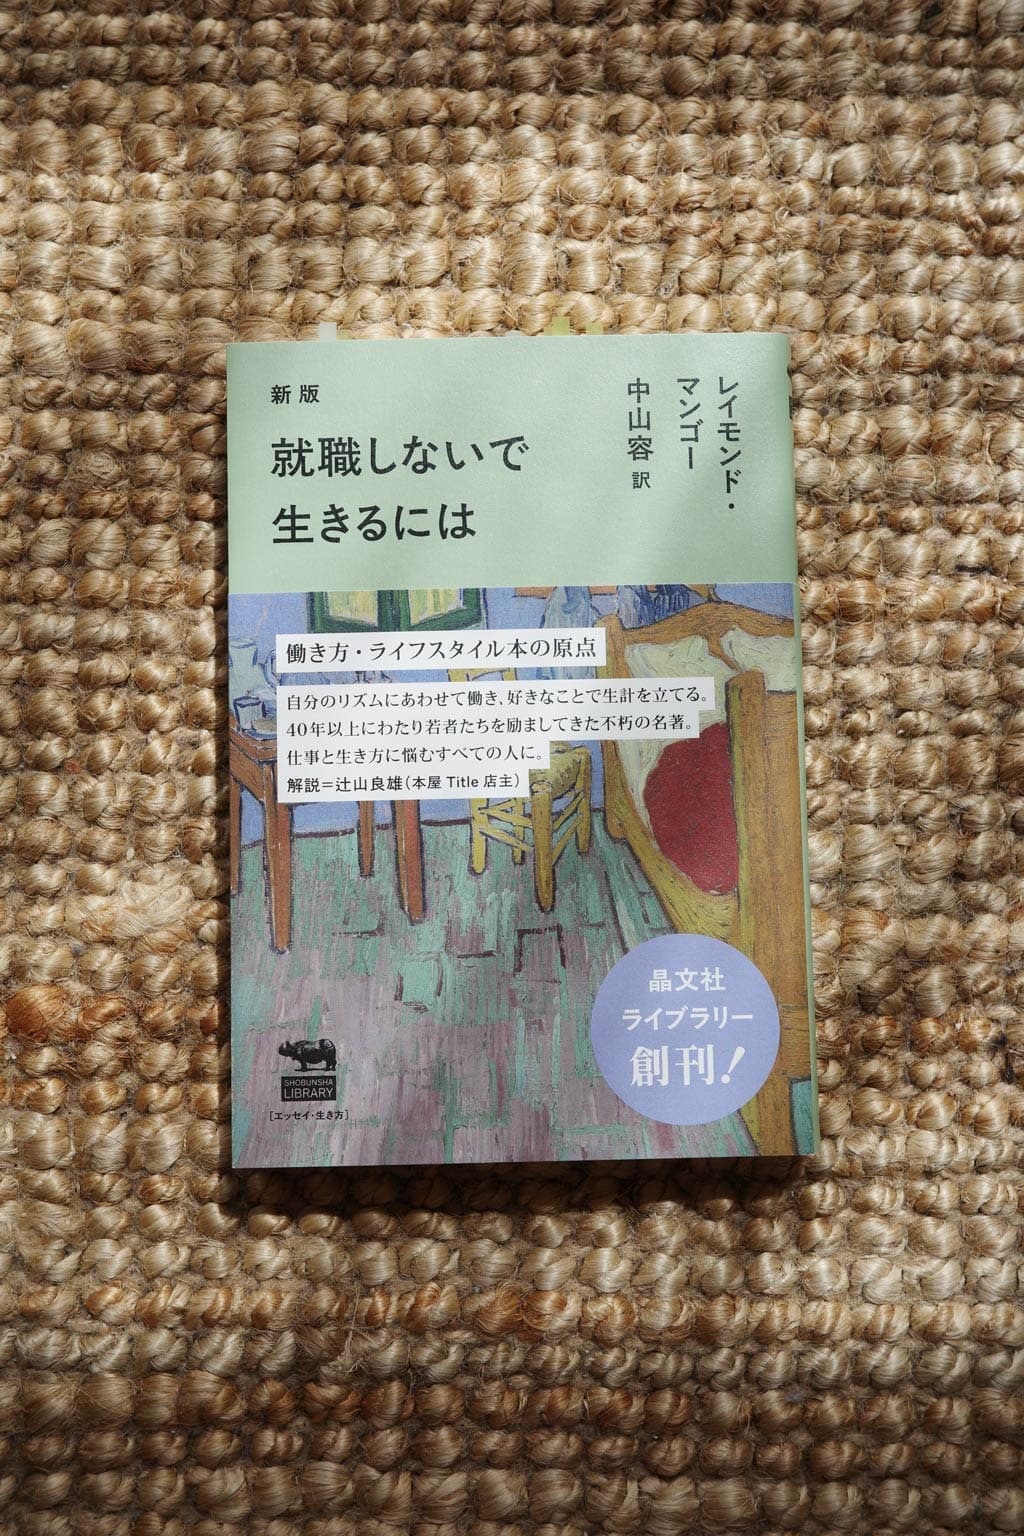 新版
就職しないで
生きるには
レイモンド・
マンゴー
中山容 訳
働き方・ライフスタイル本の原点
自分のリズムにあわせて働き、好きなことで生計を立てる。
40年以上にわたり若者たちを励ましてきた不朽の名著。
仕事と生き方に悩むすべての人に。
解説=辻山良雄(本屋 Title 店主)
晶文社
ライブラリー
創刊!
SHOBUNSHA
LIBRARY
[エッセイ・生き方]